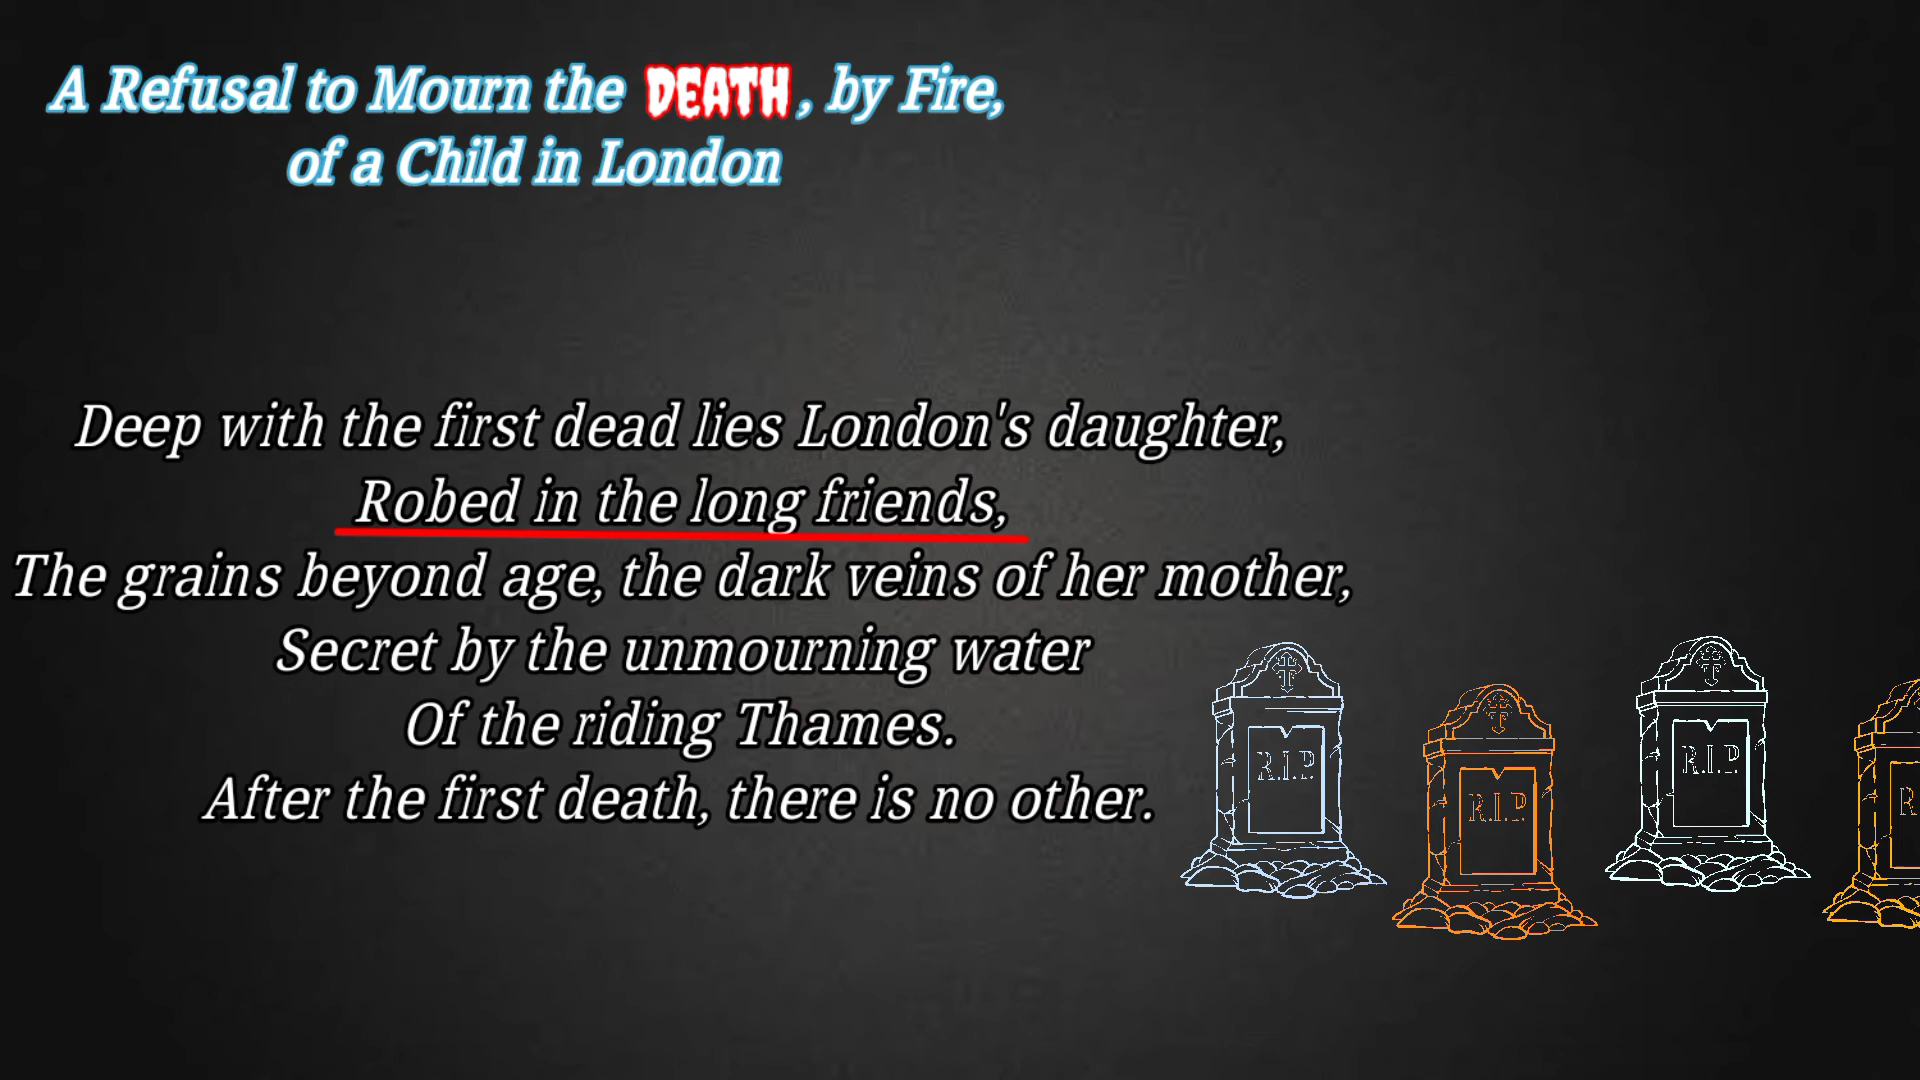 A Refusal to Mourn the DEATH, by Fire,
of a Child in London
Deep with the first dead lies London's daughter,
Robed in the long friends,
The grains beyond age, the dark veins of her mother,
Secret by the unmourning water
Of the riding Thames.
After the first death, there is no other.
R.I.P.
R.I.P.
R.I.P.
R